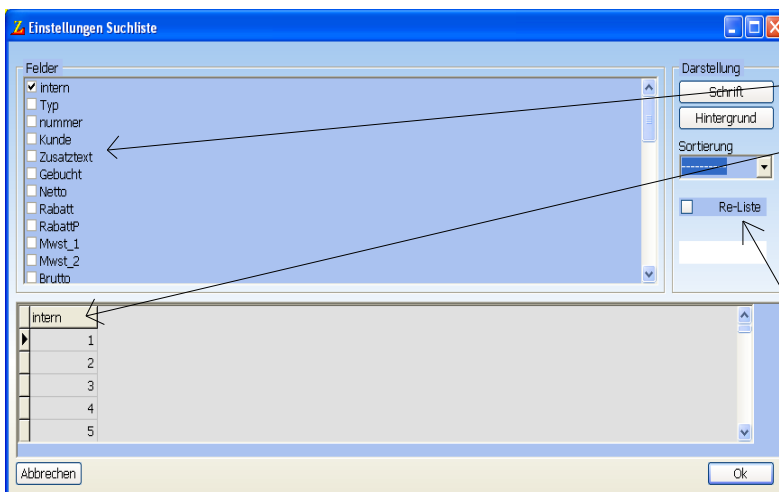 Einstellungen Suchliste
Felder
intern
Typ
nummer
Kunde
Zusatztext
Gebucht
Netto
Rabatt
RabattP
Mwst_1
Mwst_2
Brutto
Darstellung
Schrift
Hintergrund
Sortierung
----------
Re-Liste
intern
1
2
3
4
5
Abbrechen
Ok